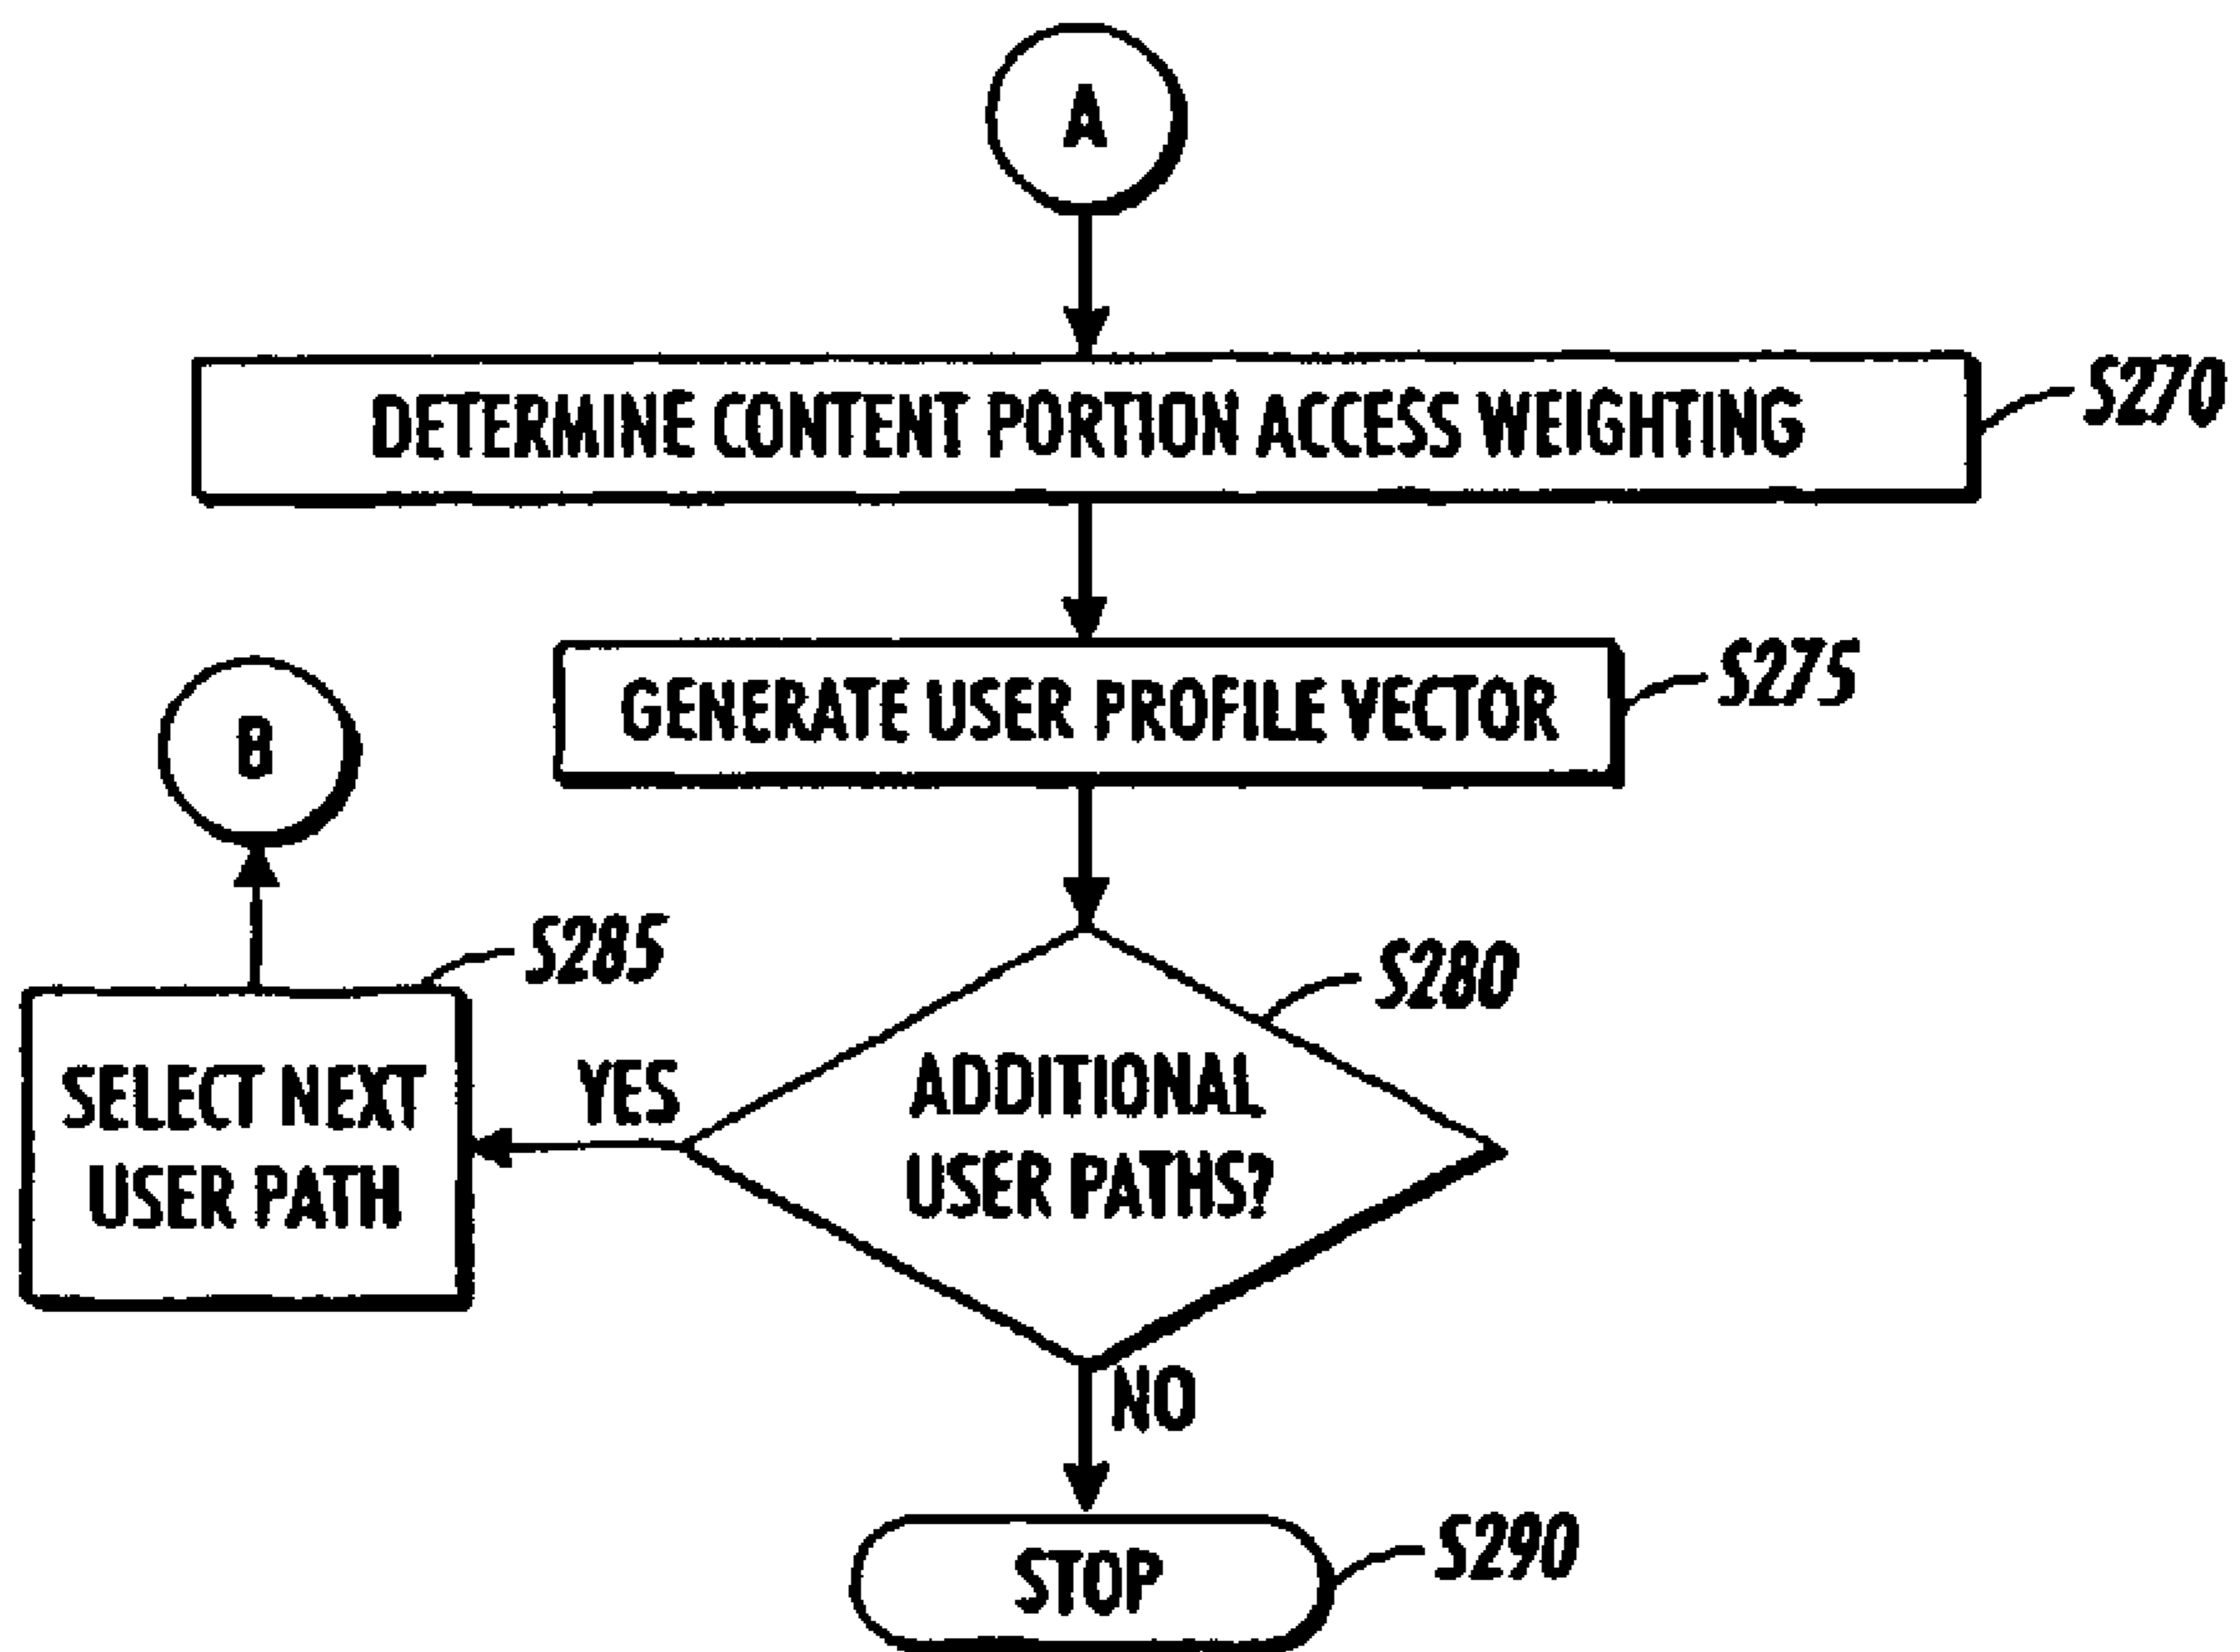 A
DETERMINE CONTENT PORTION ACCESS WEIGHTING
S270
GENERATE USER PROFILE VECTOR
S275
B
S285
S280
SELECT NEXT
USER PATH
YES
ADDITIONAL
USER PATHS?
NO
STOP
S290